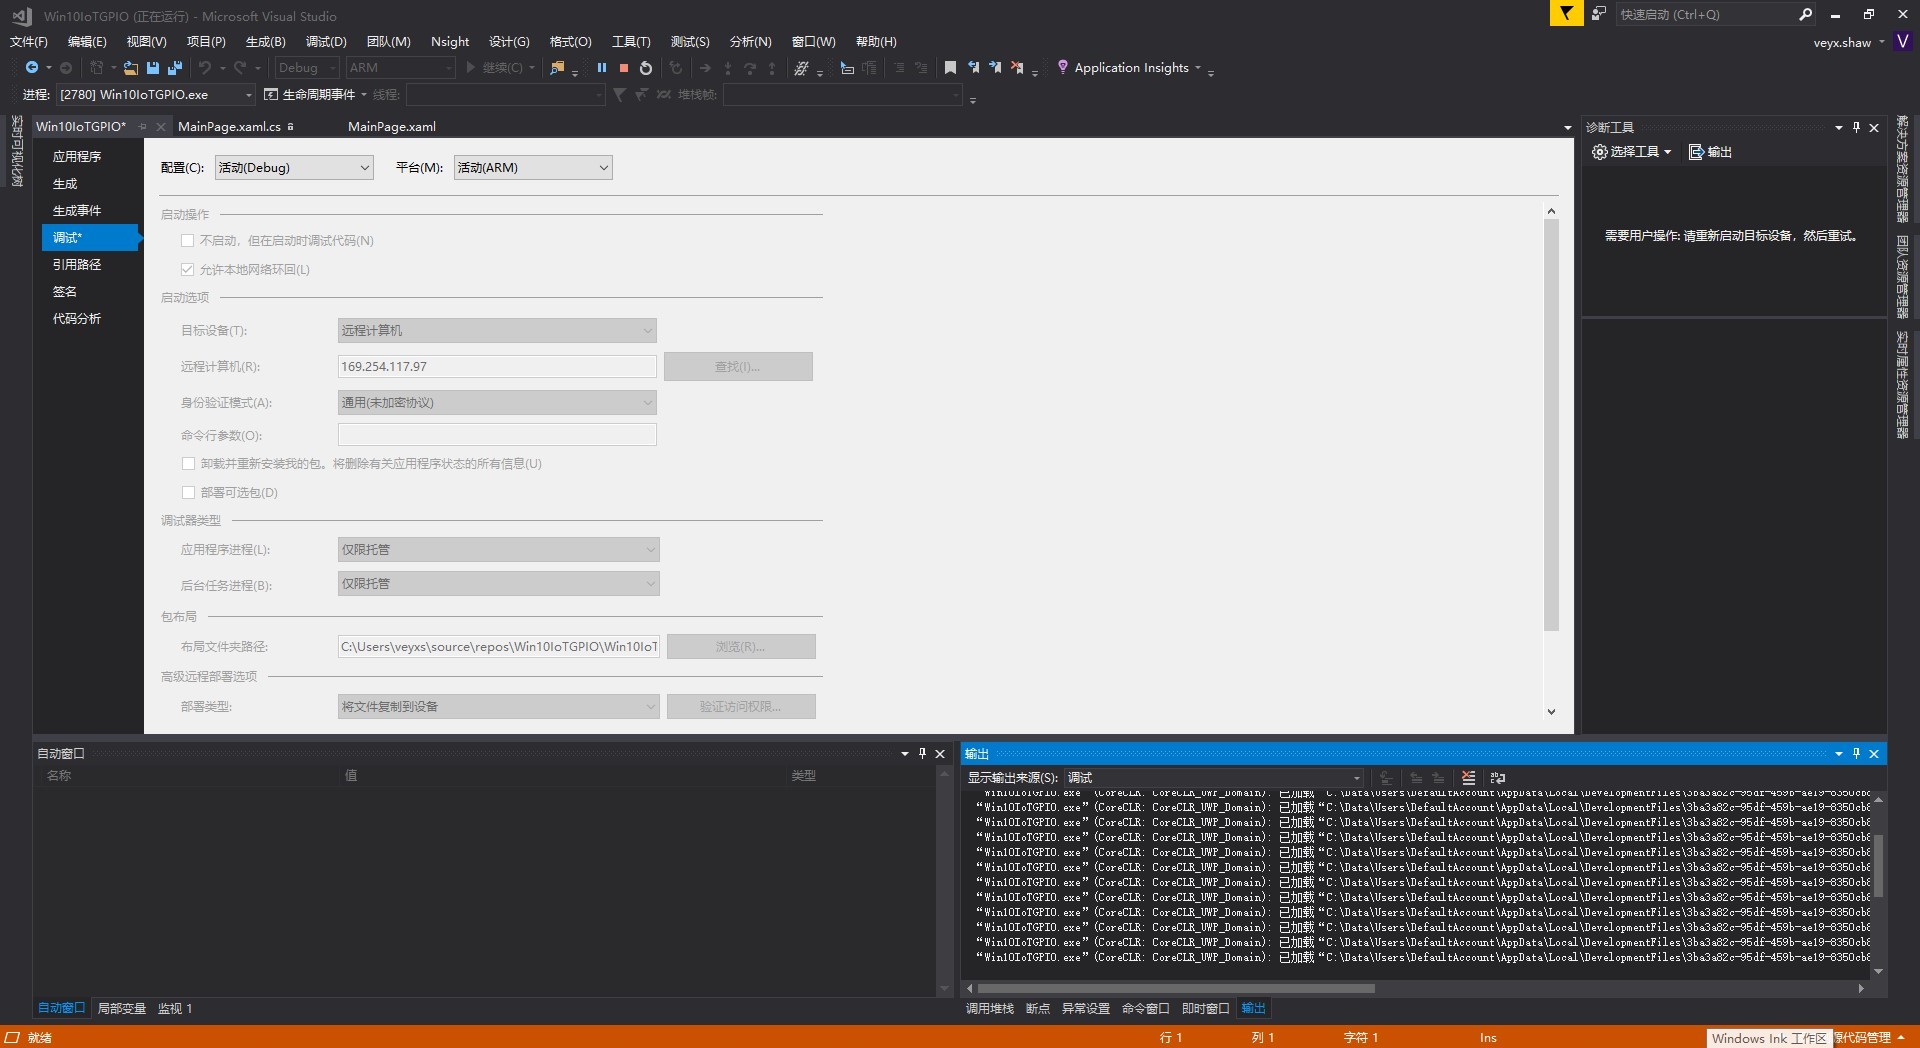 Win10IoTGPIO (正在运行) - Microsoft Visual Studio
快速启动 (Ctrl+Q)
文件(F) 编辑(E) 视图(V) 项目(P) 生成(B) 调试(D) 团队(M) Nsight 设计(G) 格式(O) 工具(T) 测试(S) 分析(N) 窗口(W) 帮助(H)
veyx.shaw V
Debug ARM 继续(C) Application Insights
进程: [2780] Win10IoTGPIO.exe 生命周期事件 线程: 堆栈帧:
实时可视化树
Win10IoTGPIO* MainPage.xaml.cs MainPage.xaml
应用程序
生成
生成事件
调试*
引用路径
签名
代码分析
配置(C): 活动(Debug) 平台(M): 活动(ARM)
启动操作
不启动，但在启动时调试代码(N)
允许本地网络环回(L)
启动选项
目标设备(T): 远程计算机
远程计算机(R): 169.254.117.97 查找(I)...
身份验证模式(A): 通用(未加密协议)
命令行参数(O):
卸载并重新安装我的包。将删除有关应用程序状态的所有信息(U)
部署可选包(D)
调试器类型
应用程序进程(L): 仅限托管
后台任务进程(B): 仅限托管
包布局
布局文件夹路径: C:\Users\veyxs\source\repos\Win10IoTGPIO\Win10IoT 浏览(R)...
高级远程部署选项
部署类型: 将文件复制到设备 验证访问权限...
诊断工具
选择工具 输出
需要用户操作: 请重新启动目标设备，然后重试。
解决方案资源管理器
团队资源管理器
实时属性资源管理器
自动窗口
名称 值 类型
自动窗口 局部变量 监视 1
输出
显示输出来源(S): 调试
“Win10IoTGPIO.exe”(CoreCLR: CoreCLR_UWP_Domain): 已加载“C:\Data\Users\DefaultAccount\AppData\Local\DevelopmentFiles\3ba3a82c-95df-459b-ae19-8350cb8
“Win10IoTGPIO.exe”(CoreCLR: CoreCLR_UWP_Domain): 已加载“C:\Data\Users\DefaultAccount\AppData\Local\DevelopmentFiles\3ba3a82c-95df-459b-ae19-8350cb8
“Win10IoTGPIO.exe”(CoreCLR: CoreCLR_UWP_Domain): 已加载“C:\Data\Users\DefaultAccount\AppData\Local\DevelopmentFiles\3ba3a82c-95df-459b-ae19-8350cb8
“Win10IoTGPIO.exe”(CoreCLR: CoreCLR_UWP_Domain): 已加载“C:\Data\Users\DefaultAccount\AppData\Local\DevelopmentFiles\3ba3a82c-95df-459b-ae19-8350cb8
“Win10IoTGPIO.exe”(CoreCLR: CoreCLR_UWP_Domain): 已加载“C:\Data\Users\DefaultAccount\AppData\Local\DevelopmentFiles\3ba3a82c-95df-459b-ae19-8350cb8
“Win10IoTGPIO.exe”(CoreCLR: CoreCLR_UWP_Domain): 已加载“C:\Data\Users\DefaultAccount\AppData\Local\DevelopmentFiles\3ba3a82c-95df-459b-ae19-8350cb8
“Win10IoTGPIO.exe”(CoreCLR: CoreCLR_UWP_Domain): 已加载“C:\Data\Users\DefaultAccount\AppData\Local\DevelopmentFiles\3ba3a82c-95df-459b-ae19-8350cb8
“Win10IoTGPIO.exe”(CoreCLR: CoreCLR_UWP_Domain): 已加载“C:\Data\Users\DefaultAccount\AppData\Local\DevelopmentFiles\3ba3a82c-95df-459b-ae19-8350cb8
“Win10IoTGPIO.exe”(CoreCLR: CoreCLR_UWP_Domain): 已加载“C:\Data\Users\DefaultAccount\AppData\Local\DevelopmentFiles\3ba3a82c-95df-459b-ae19-8350cb8
“Win10IoTGPIO.exe”(CoreCLR: CoreCLR_UWP_Domain): 已加载“C:\Data\Users\DefaultAccount\AppData\Local\DevelopmentFiles\3ba3a82c-95df-459b-ae19-8350cb8
“Win10IoTGPIO.exe”(CoreCLR: CoreCLR_UWP_Domain): 已加载“C:\Data\Users\DefaultAccount\AppData\Local\DevelopmentFiles\3ba3a82c-95df-459b-ae19-8350cb8
“Win10IoTGPIO.exe”(CoreCLR: CoreCLR_UWP_Domain): 已加载“C:\Data\Users\DefaultAccount\AppData\Local\DevelopmentFiles\3ba3a82c-95df-459b-ae19-8350cb8
调用堆栈 断点 异常设置 命令窗口 即时窗口 输出
就绪 行 1 列 1 字符 1 Ins Windows Ink 工作区 源代码管理